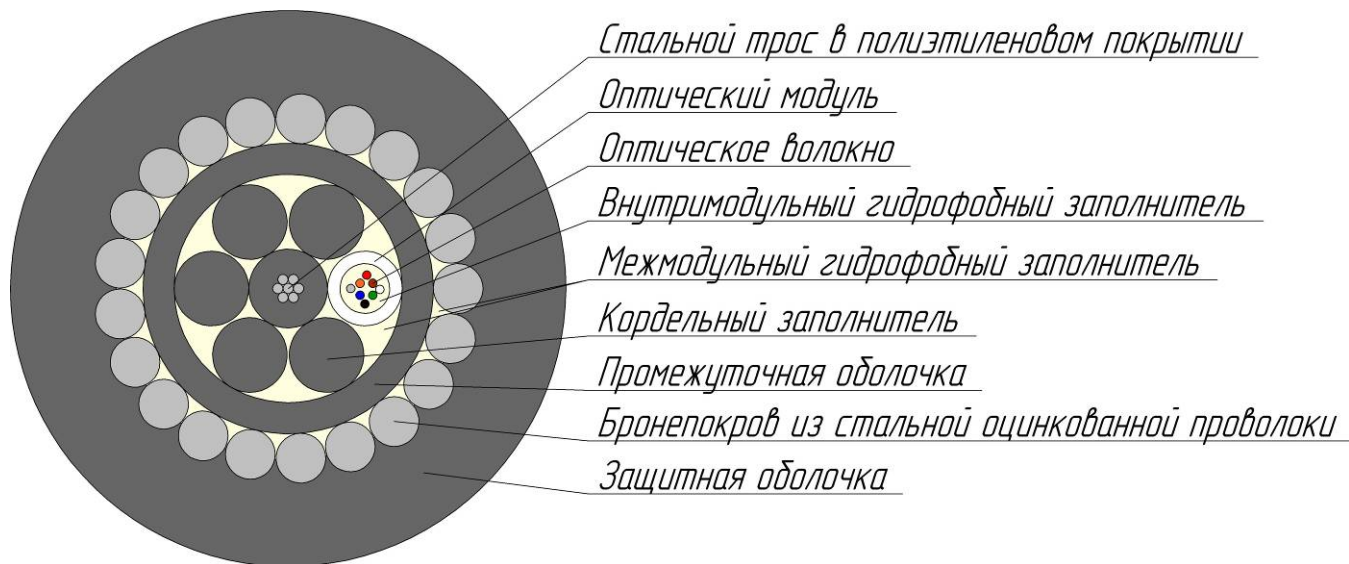 Стальной трос в полиэтиленовом покрытии
Оптический модуль
Оптическое волокно
Внутримодульный гидрофобный заполнитель
Межмодульный гидрофобный заполнитель
Кордельный заполнитель
Промежуточная оболочка
Бронепокров из стальной оцинкованной проволоки
Защитная оболочка